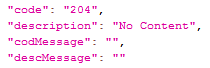 "code": "204",
"description": "No Content",
"codMessage": "",
"descMessage": ""